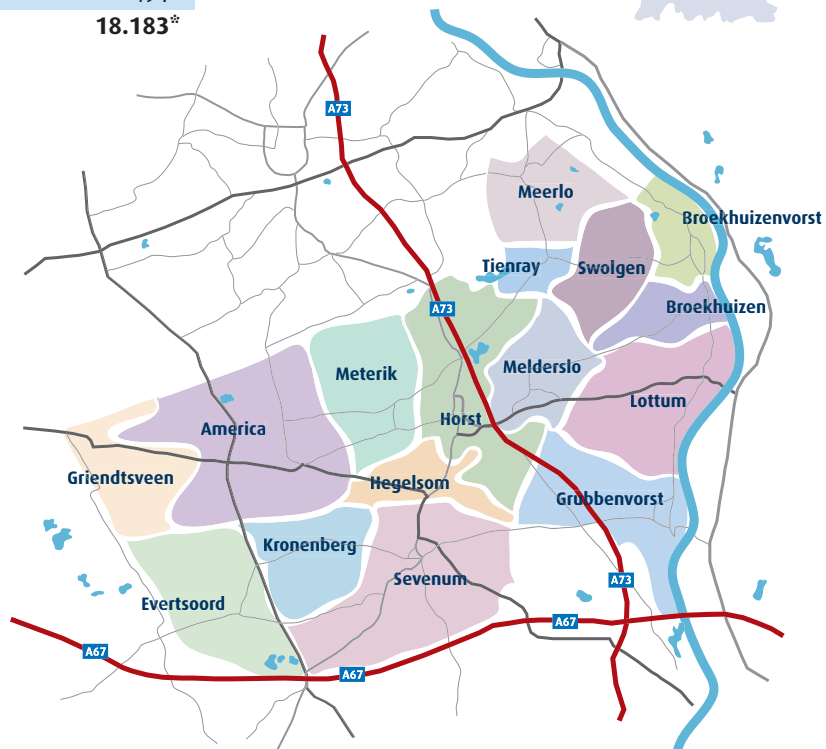 18.183*
A73
Meerlo
Broekhuizenvorst
Tienray
Swolgen
A73
Broekhuizen
Meterik
Melderslo
Lottum
America
Horst
Griendtsveen
Hegelsom
Grubbenvorst
Kronenberg
Sevenum
A73
Evertsoord
A67
A67
A67